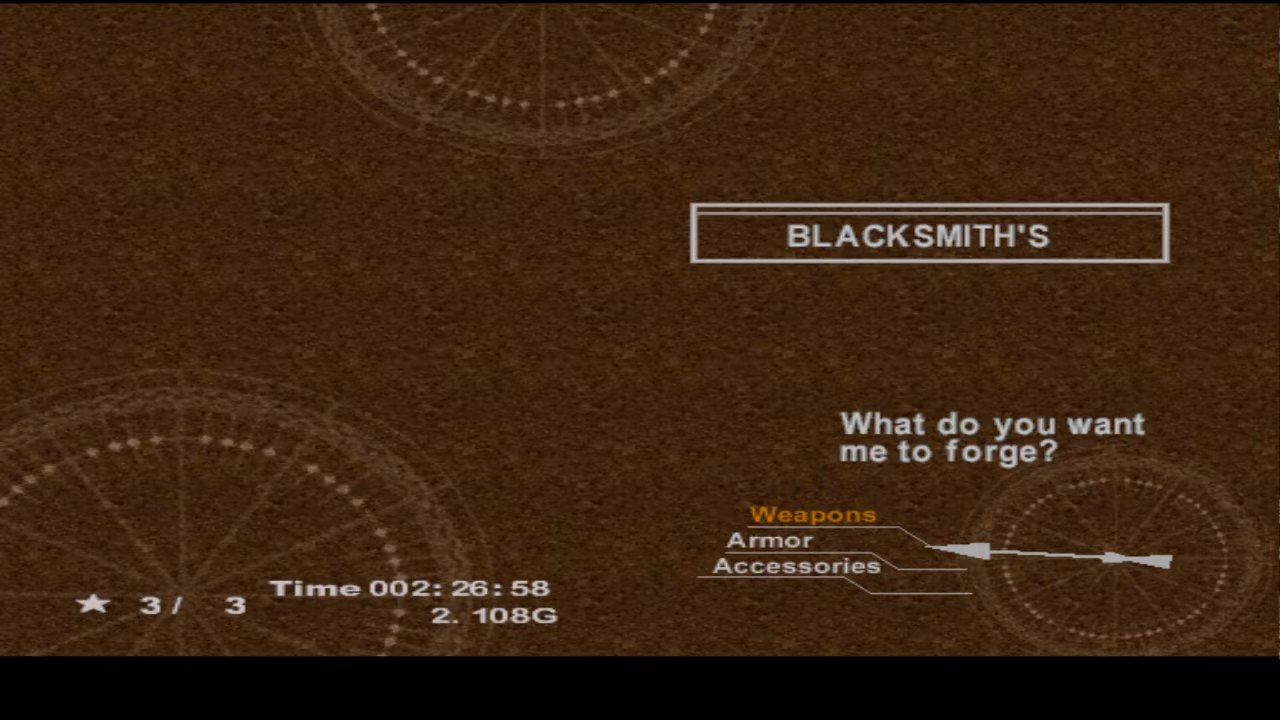 BLACKSMITH'S
What do you want
me to forge?
Weapons
Armor
Accessories
Time 002: 26: 58
★ 3 / 3
2. 108G